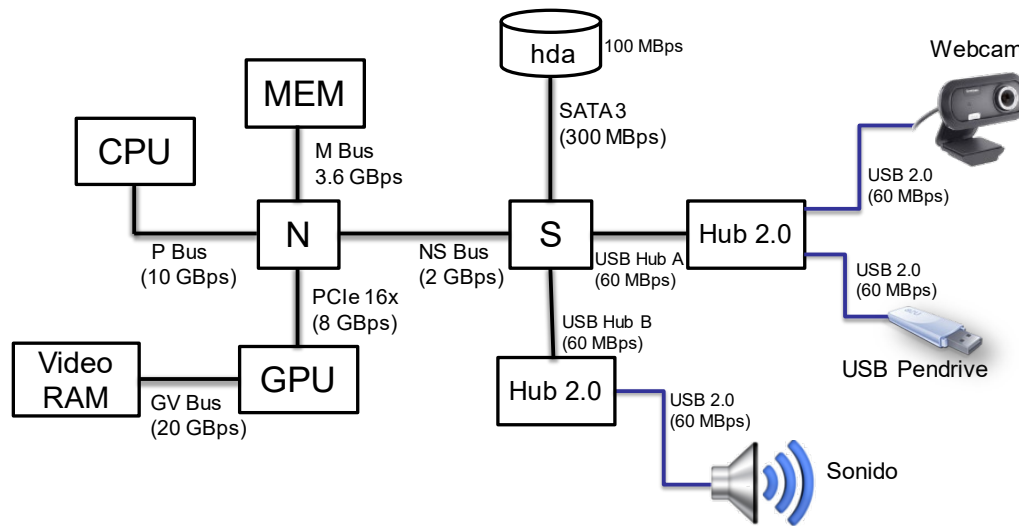 hda
100 MBps
Webcam
MEM
SATA 3
(300 MBps)
CPU
M Bus
3.6 GBps
USB 2.0
(60 MBps)
N
S
Hub 2.0
P Bus
(10 GBps)
NS Bus
(2 GBps)
USB Hub A
(60 MBps)
USB 2.0
(60 MBps)
PCIe 16x
(8 GBps)
USB Hub B
(60 MBps)
Video
RAM
GPU
USB Pendrive
GV Bus
(20 GBps)
Hub 2.0
USB 2.0
(60 MBps)
Sonido